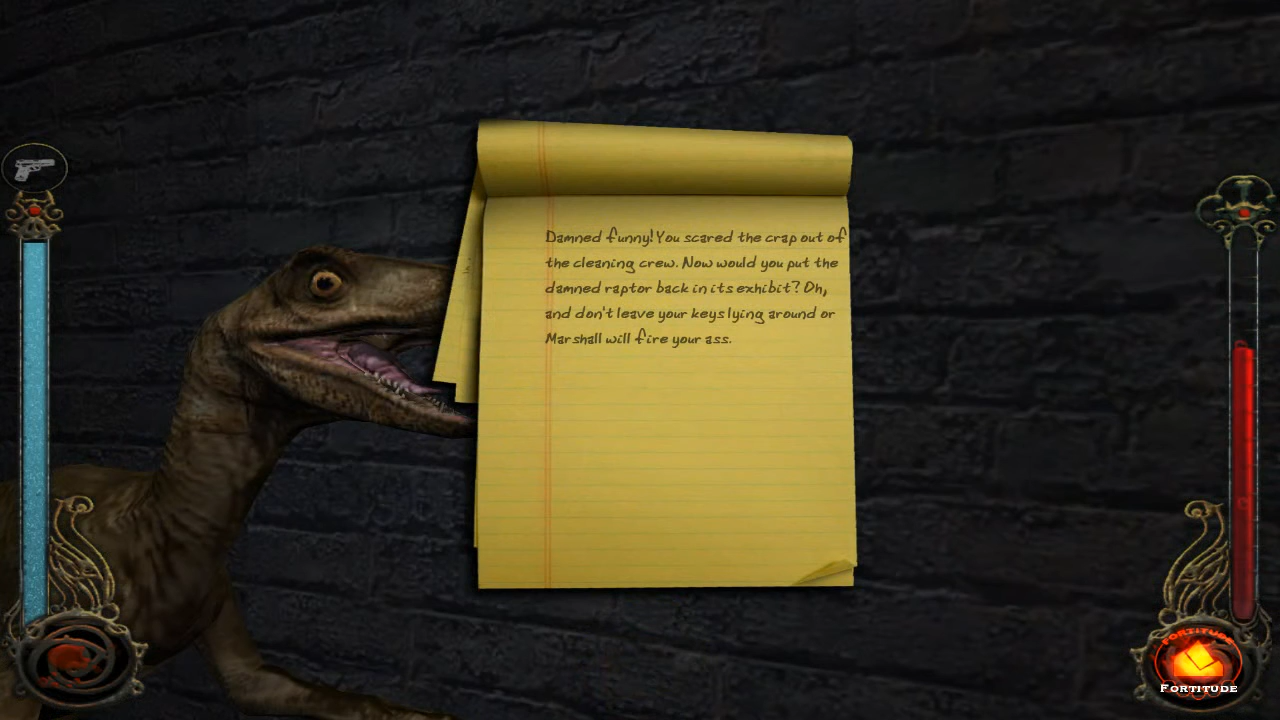 Damned funny! You scared the crap out of
the cleaning crew. Now would you put the
damned raptor back in its exhibit? Oh,
and don't leave your keys lying around or
Marshall will fire your ass.
FORTITUDE
FORTITUDE